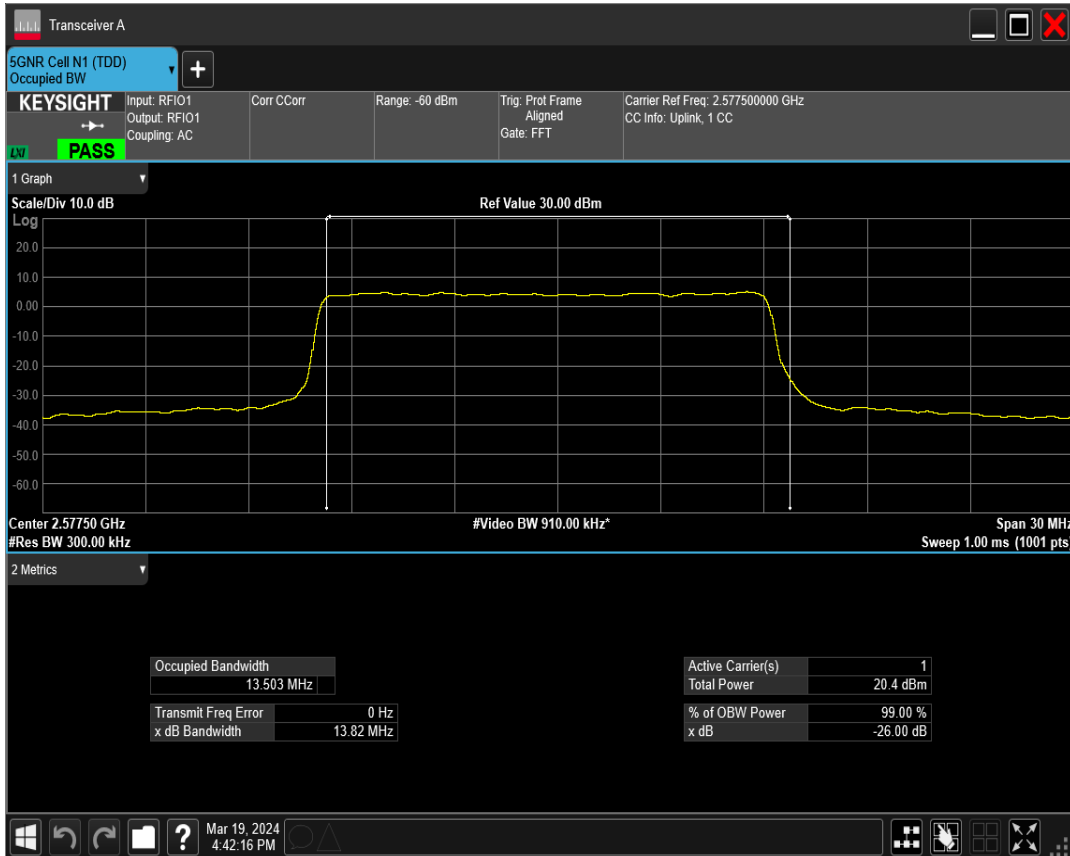 Transceiver A
5GNR Cell N1 (TDD)
Occupied BW
+
KEYSIGHT
LXI
PASS
Input: RFIO1
Output: RFIO1
Coupling: AC
Corr CCorr
Range: -60 dBm
Trig: Prot Frame
Aligned
Gate: FFT
Carrier Ref Freq: 2.577500000 GHz
CC Info: Uplink, 1 CC
1 Graph
Scale/Div 10.0 dB
Ref Value 30.00 dBm
Log
20.0
10.0
0.00
-10.0
-20.0
-30.0
-40.0
-50.0
-60.0
Center 2.57750 GHz
#Video BW 910.00 kHz*
Span 30 MHz
#Res BW 300.00 kHz
Sweep 1.00 ms (1001 pts)
2 Metrics
Occupied Bandwidth
13.503 MHz
Transmit Freq Error 0 Hz
x dB Bandwidth 13.82 MHz
Active Carrier(s) 1
Total Power 20.4 dBm
% of OBW Power 99.00 %
x dB -26.00 dB
?
Mar 19, 2024
4:42:16 PM